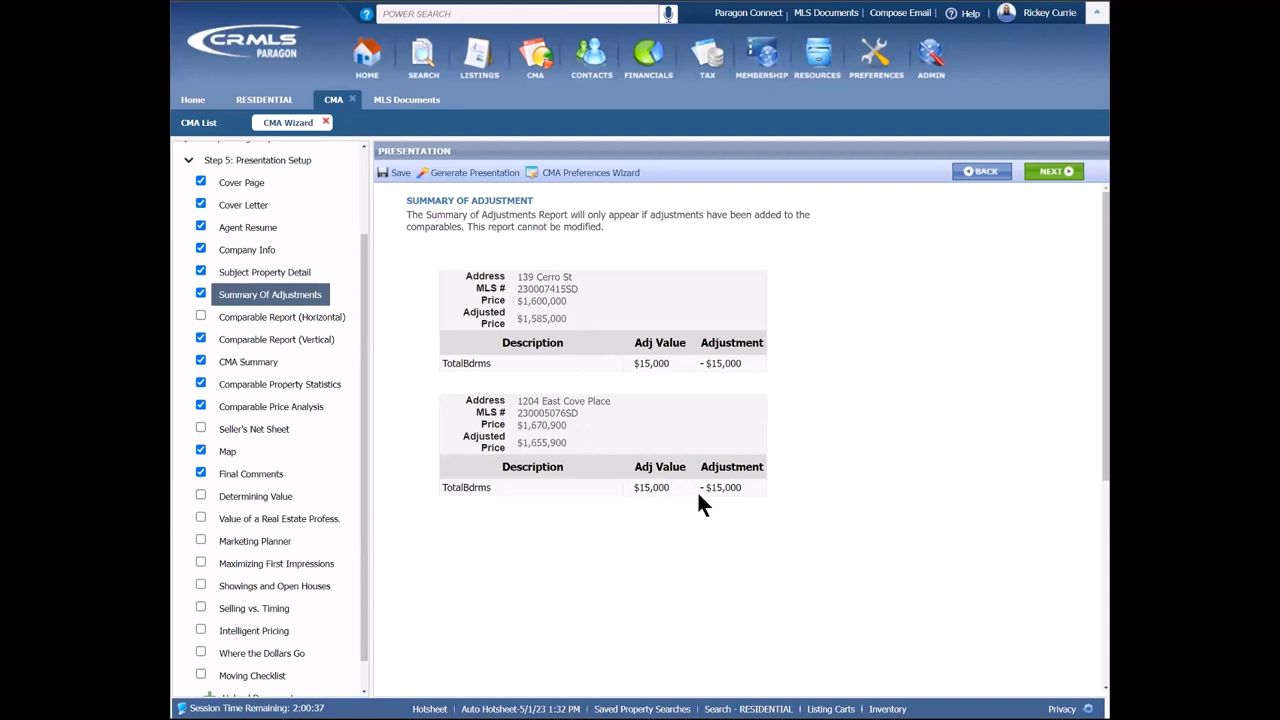 CRMLS
PARAGON
POWER SEARCH
Paragon Connect
MLS Documents
Compose Email
Help
Rickey Currie
HOME
SEARCH
LISTINGS
CMA
CONTACTS
FINANCIALS
TAX
MEMBERSHIP
RESOURCES
PREFERENCES
ADMIN
Home
RESIDENTIAL
CMA
MLS Documents
CMA List
CMA Wizard
Step 5: Presentation Setup
Cover Page
Cover Letter
Agent Resume
Company Info
Subject Property Detail
Summary Of Adjustments
Comparable Report (Horizontal)
Comparable Report (Vertical)
CMA Summary
Comparable Property Statistics
Comparable Price Analysis
Seller's Net Sheet
Map
Final Comments
Determining Value
Value of a Real Estate Profess.
Marketing Planner
Maximizing First Impressions
Showings and Open Houses
Selling vs. Timing
Intelligent Pricing
Where the Dollars Go
Moving Checklist
PRESENTATION
Save
Generate Presentation
CMA Preferences Wizard
BACK
NEXT
SUMMARY OF ADJUSTMENT
The Summary of Adjustments Report will only appear if adjustments have been added to the
comparables. This report cannot be modified.
Address 139 Cerro St
MLS # 230007415SD
Price $1,600,000
Adjusted Price $1,585,000
Description Adj Value Adjustment
TotalBdrms $15,000 - $15,000
Address 1204 East Cove Place
MLS # 230005076SD
Price $1,670,900
Adjusted Price $1,655,900
Description Adj Value Adjustment
TotalBdrms $15,000 - $15,000
Session Time Remaining: 2:00:37
Hotsheet | Auto Hotsheet-5/1/23 1:32 PM | Saved Property Searches | Search - RESIDENTIAL | Listing Carts | Inventory
Privacy